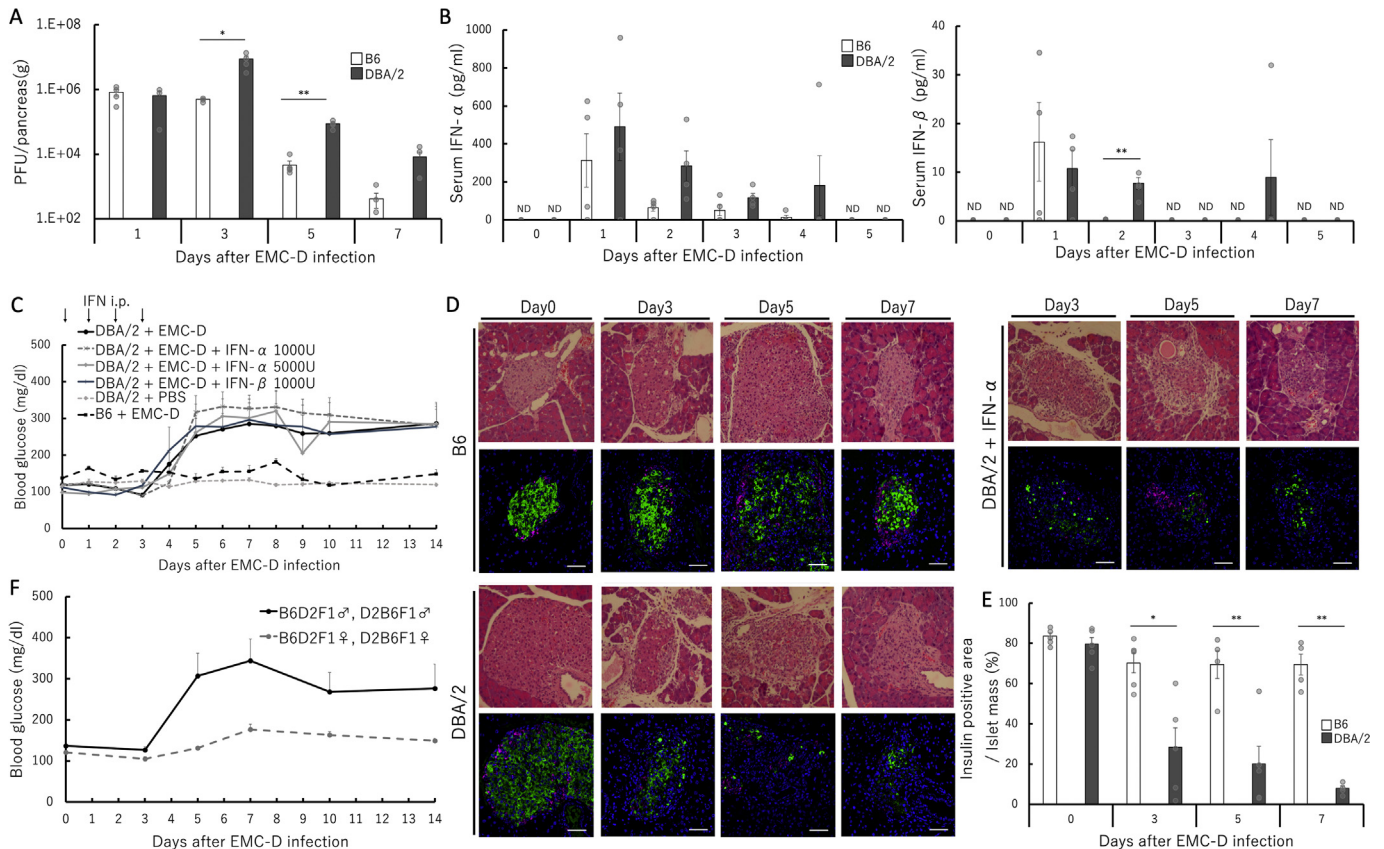 A
PFU/pancreas(g)
1.E+08
1.E+06
1.E+04
1.E+02
*
**
B6
DBA/2
1 3 5 7
Days after EMC-D infection
B
Serum IFN-α (pg/ml)
1000
800
600
400
200
0
B6
DBA/2
ND ND ND ND
0 1 2 3 4 5
Days after EMC-D infection
Serum IFN-β (pg/ml)
40
30
20
10
0
**
ND ND ND ND ND ND ND
0 1 2 3 4 5
Days after EMC-D infection
C
IFN i.p.
DBA/2 + EMC-D
DBA/2 + EMC-D + IFN-α 1000U
DBA/2 + EMC-D + IFN-α 5000U
DBA/2 + EMC-D + IFN-β 1000U
DBA/2 + PBS
B6 + EMC-D
Blood glucose (mg/dl)
500
400
300
200
100
0
0 1 2 3 4 5 6 7 8 9 10 11 12 13 14
Days after EMC-D infection
D
Day0 Day3 Day5 Day7
B6
DBA/2
Day3 Day5 Day7
DBA/2 + IFN-α
E
Insulin positive area
/ Islet mass (%)
100
80
60
40
20
0
*
**
**
B6
DBA/2
0 3 5 7
Days after EMC-D infection
F
B6D2F1♂, D2B6F1♂
B6D2F1♀, D2B6F1♀
Blood glucose (mg/dl)
500
400
300
200
100
0
0 1 2 3 4 5 6 7 8 9 10 11 12 13 14
Days after EMC-D infection